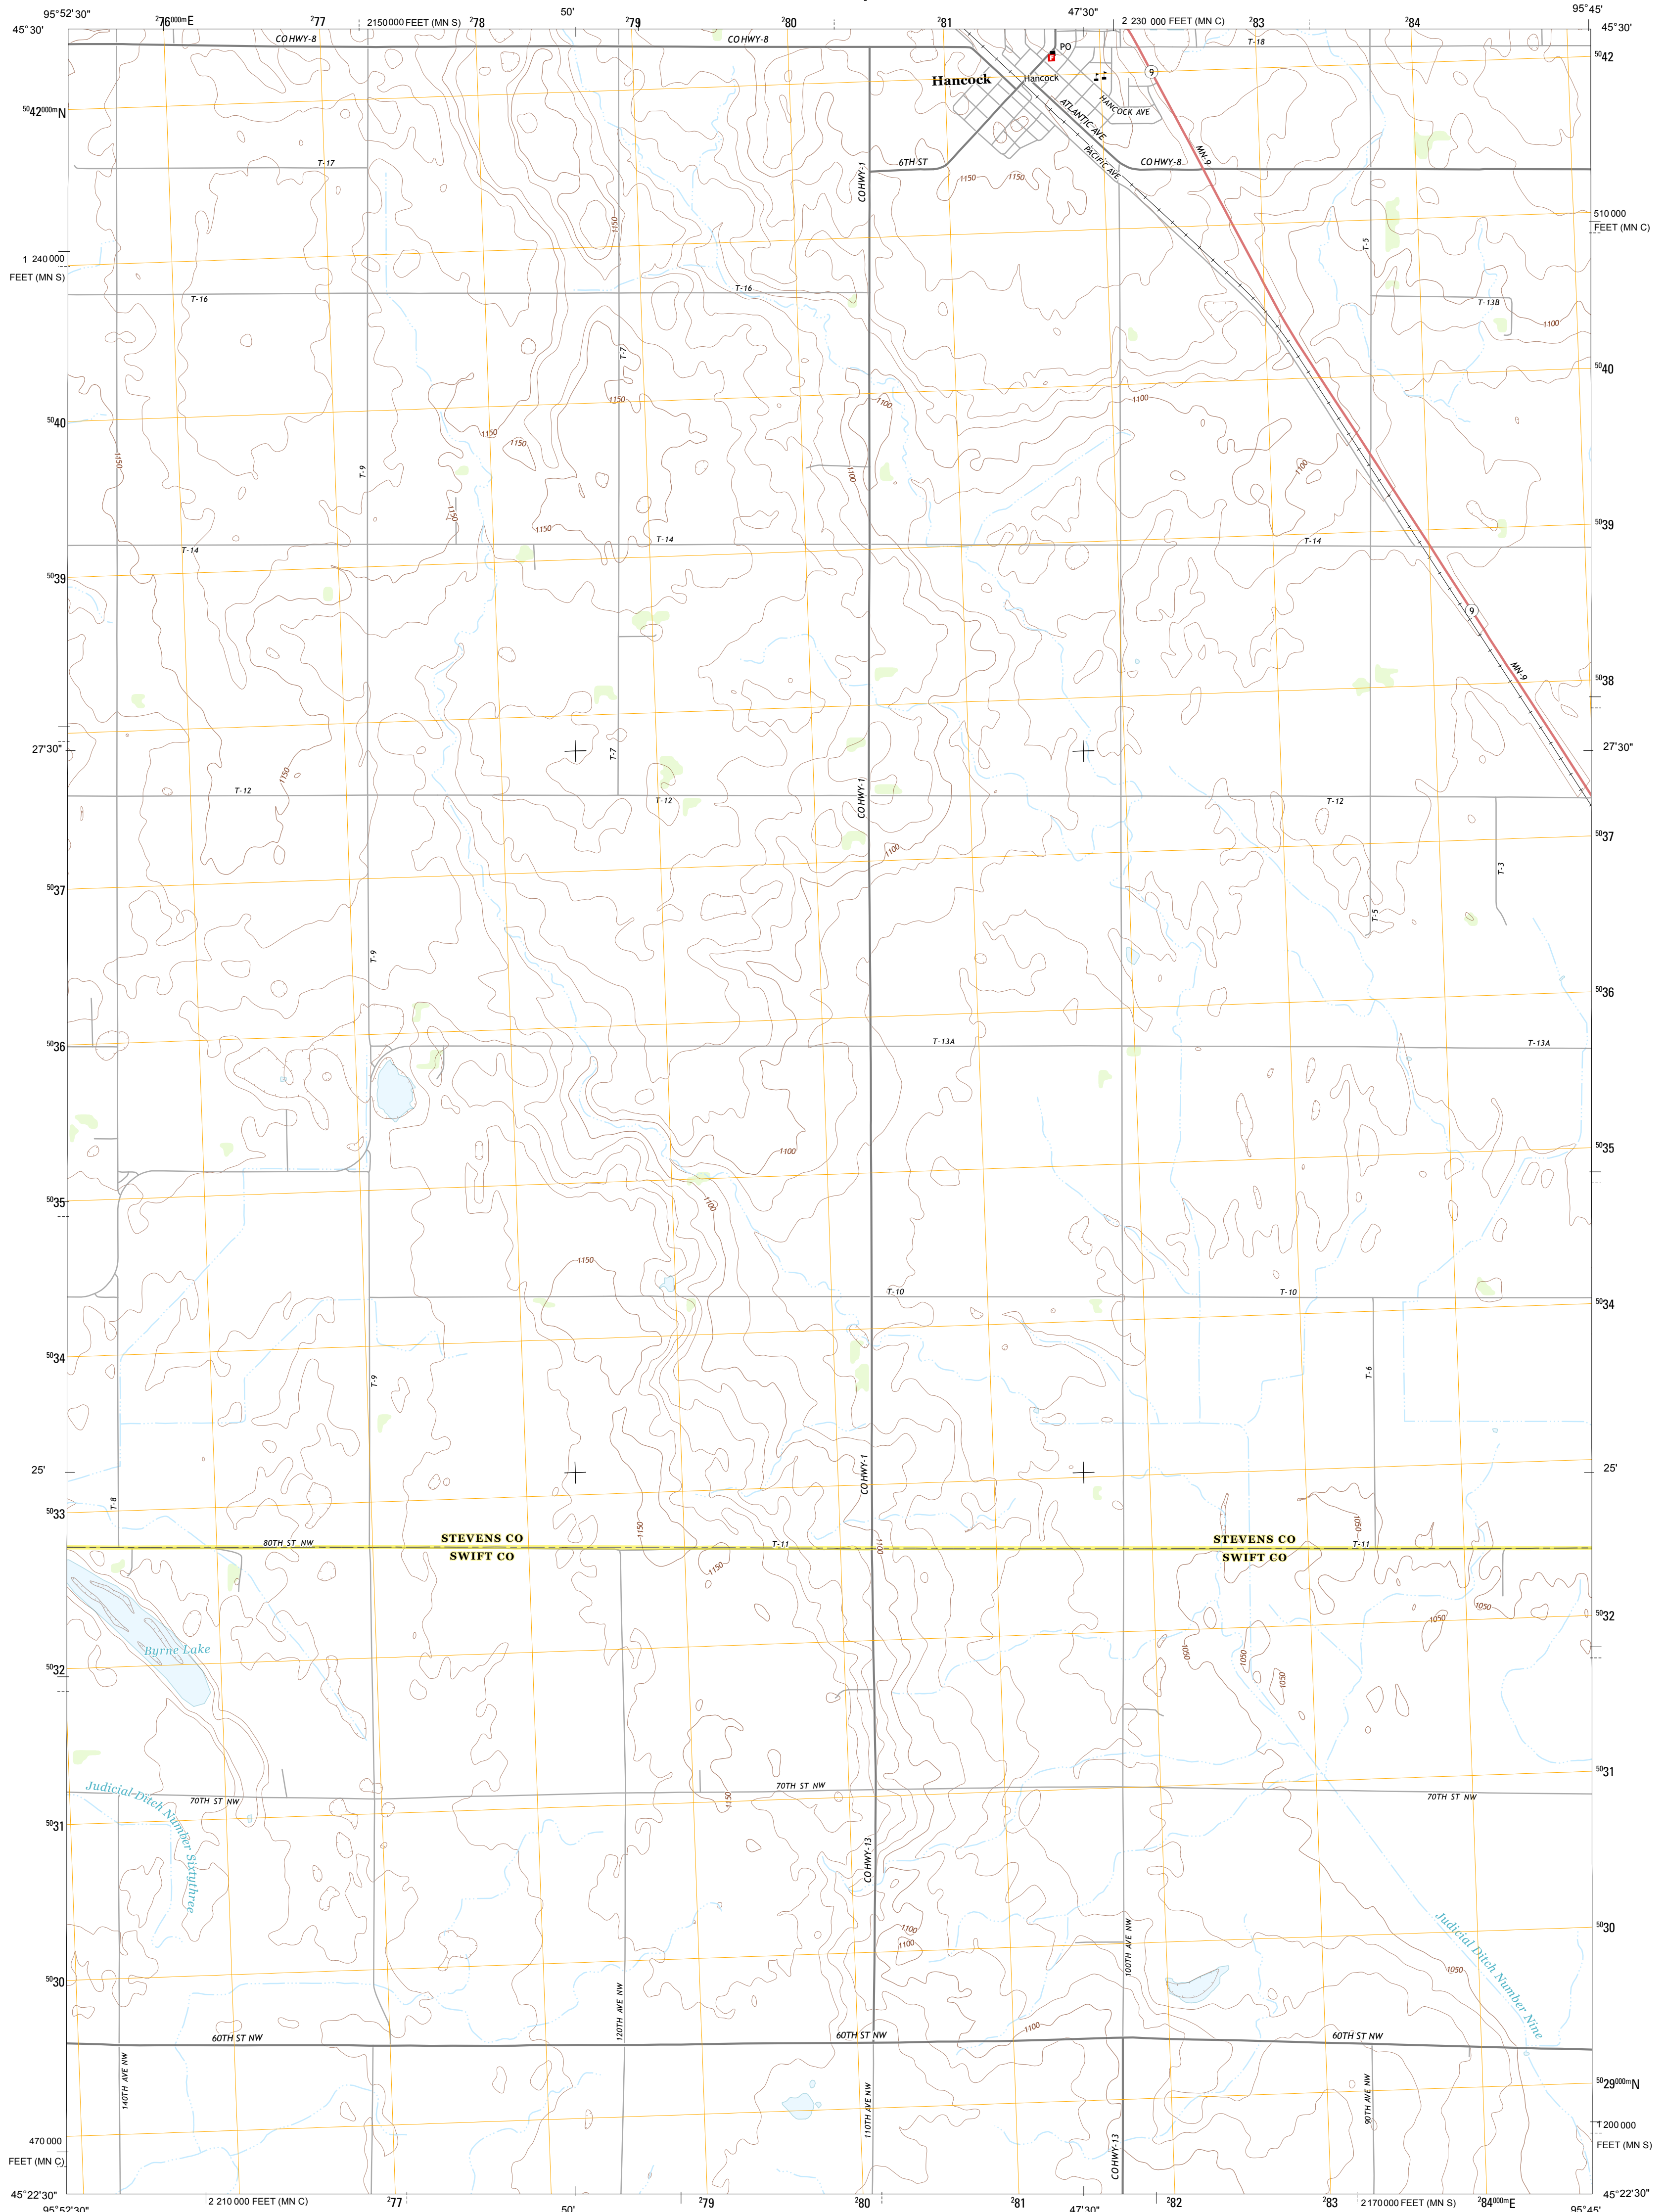 95°52'30"
²76⁰⁰⁰ᵐE
²77
2150000 FEET (MN S)
²78
50'
²79
²80
²81
47'30"
2 230 000 FEET (MN C)
²83
²84
95°45'
45°30'
45°30'
CO HWY-8
CO HWY-8
PO
T-18
Hancock
Hancock
9
⁵⁰42
⁵⁰42⁰⁰⁰ᵐN
ATLANTIC AVE
HANCOCK AVE
PACIFIC AVE
MN-9
T-17
CO HWY-1
6TH ST
CO HWY-8
1150
1150
1150
510 000
FEET (MN C)
T-5
1 240 000
FEET (MN S)
T-16
T-16
T-13B
1100
T-7
⁵⁰40
1150
1100
1100
⁵⁰40
1150
1150
1150
T-9
1100
1100
1150
1150
⁵⁰39
T-14
T-14
T-14
⁵⁰39
9
MN-9
⁵⁰38
27'30"
T-7
27'30"
1150
T-12
T-12
CO HWY-1
T-12
⁵⁰37
1100
T-3
⁵⁰37
T-5
T-9
⁵⁰36
⁵⁰36
T-13A
T-13A
⁵⁰35
1100
⁵⁰35
1100
1150
T-10
T-10
⁵⁰34
⁵⁰34
T-9
T-6
25'
CO HWY-1
25'
⁵⁰33
T-8
1150
1050
80TH ST NW
STEVENS CO
SWIFT CO
T-11
1100
STEVENS CO
SWIFT CO
T-11
1150
1050
1050
⁵⁰32
Byrne Lake
1050
1050
1050
⁵⁰32
⁵⁰31
Judicial Ditch Number Sixtythree
70TH ST NW
1150
70TH ST NW
70TH ST NW
⁵⁰31
CO HWY-13
1100
1100
100TH AVE NW
Judicial Ditch Number Nine
⁵⁰30
1050
⁵⁰30
120TH AVE NW
1100
60TH ST NW
60TH ST NW
60TH ST NW
140TH AVE NW
110TH AVE NW
90TH AVE NW
⁵⁰29⁰⁰⁰ᵐN
1 200 000
FEET (MN S)
470 000
FEET (MN C)
CO HWY-13
45°22'30"
45°22'30"
95°52'30"
2 210 000 FEET (MN C)
²77
50'
²79
²80
²81
47'30"
²82
²83
2170000 FEET (MN S)
²84⁰⁰⁰ᵐE
95°45'